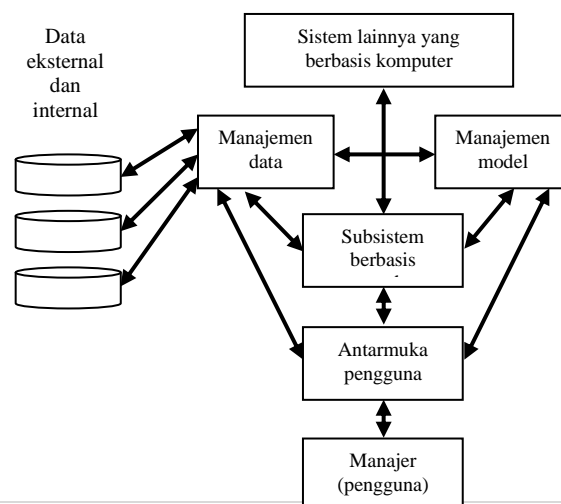 Data
eksternal
dan
internal
Sistem lainnya yang
berbasis komputer
Manajemen
data
Manajemen
model
Subsistem
berbasis
Antarmuka
pengguna
Manajer
(pengguna)